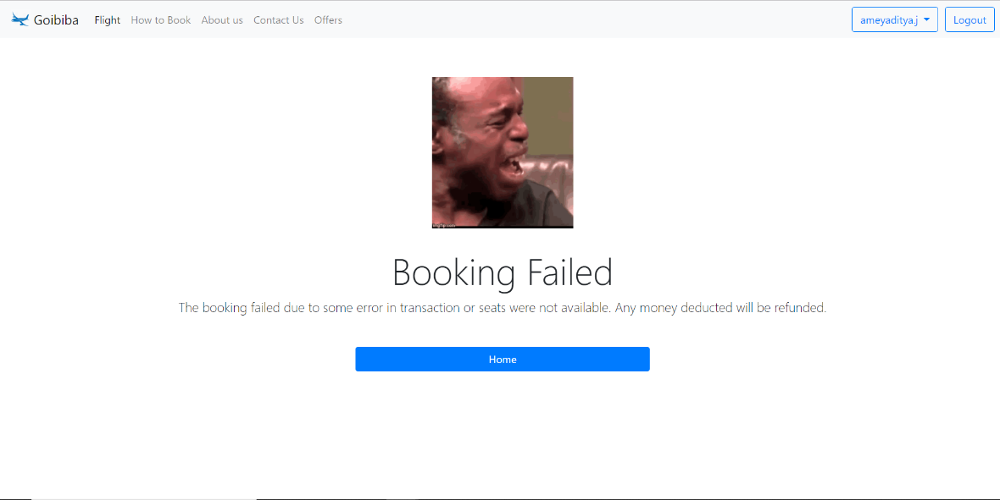 Goibiba Flight How to Book About us Contact Us Offers ameyaditya.j Logout
Booking Failed
The booking failed due to some error in transaction or seats were not available. Any money deducted will be refunded.
Home